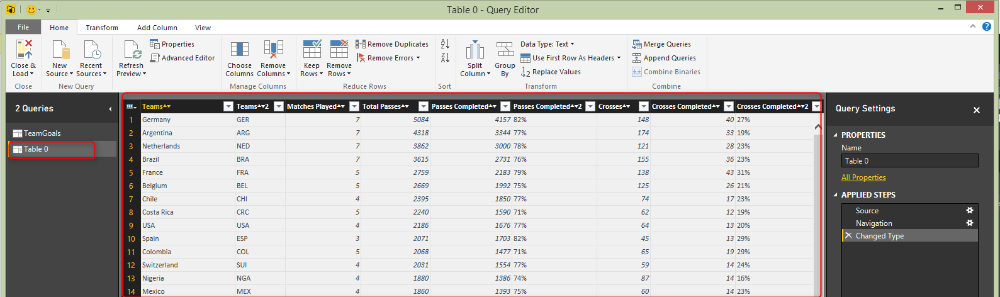 Table 0 - Query Editor
File Home Transform Add Column View
Close & Load
New Source
Recent Sources
Refresh Preview
Properties
Advanced Editor
Choose Columns
Remove Columns
Keep Rows
Remove Rows
Remove Duplicates
Remove Errors
Split Column
Group By
Data Type: Text
Use First Row As Headers
Replace Values
Merge Queries
Append Queries
Combine Binaries
Close New Query Manage Columns Reduce Rows Sort Transform Combine
2 Queries
TeamGoals
Table 0
Teams Teams 2 Matches Played Total Passes Passes Completed Passes Completed 2 Crosses Crosses Completed Crosses Completed 2
1 Germany GER 7 5084 4157 82% 148 40 27%
2 Argentina ARG 7 4318 3344 77% 174 33 19%
3 Netherlands NED 7 3862 3000 78% 121 28 23%
4 Brazil BRA 7 3615 2731 76% 155 36 23%
5 France FRA 5 2759 2183 79% 138 43 31%
6 Belgium BEL 5 2669 1992 75% 125 26 21%
7 Chile CHI 4 2395 1850 77% 74 17 23%
8 Costa Rica CRC 5 2240 1590 71% 62 12 19%
9 USA USA 4 2186 1676 77% 64 13 20%
10 Spain ESP 3 2071 1703 82% 45 13 29%
11 Colombia COL 5 2068 1477 71% 65 19 29%
12 Switzerland SUI 4 2031 1554 77% 59 14 24%
13 Nigeria NGA 4 1880 1386 74% 87 14 16%
14 Mexico MEX 4 1860 1393 75% 60 14 23%
Query Settings
PROPERTIES
Name
Table 0
All Properties
APPLIED STEPS
Source
Navigation
Changed Type